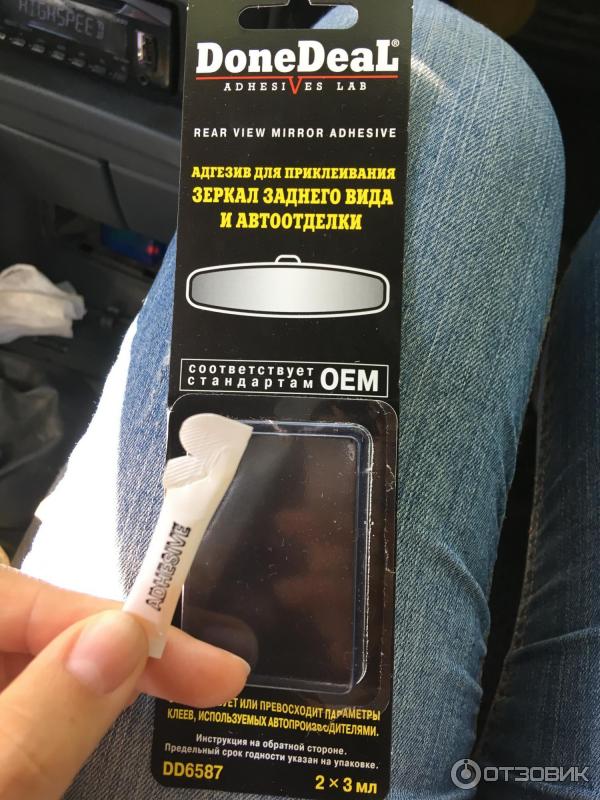 HIGHSPEED
DoneDeaL®
ADHESIVES LAB
REAR VIEW MIRROR ADHESIVE
АДГЕЗИВ ДЛЯ ПРИКЛЕИВАНИЯ
ЗЕРКАЛ ЗАДНЕГО ВИДА
И АВТООТДЕЛКИ
соответствует
стандартам OEM
ADHESIVE
ИЛИ ПРЕВОСХОДИТ ПАРАМЕТРЫ
КЛЕЕВ, ИСПОЛЬЗУЕМЫХ АВТОПРОИЗВОДИТЕЛЯМИ.
Инструкция на обратной стороне.
Предельный срок годности указан на упаковке.
DD6587 2 × 3 мл
ОТЗОВИК